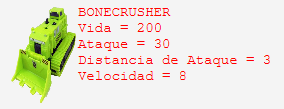 BONECRUSHER
Vida = 200
Ataque = 30
Distancia de Ataque = 3
Velocidad = 8